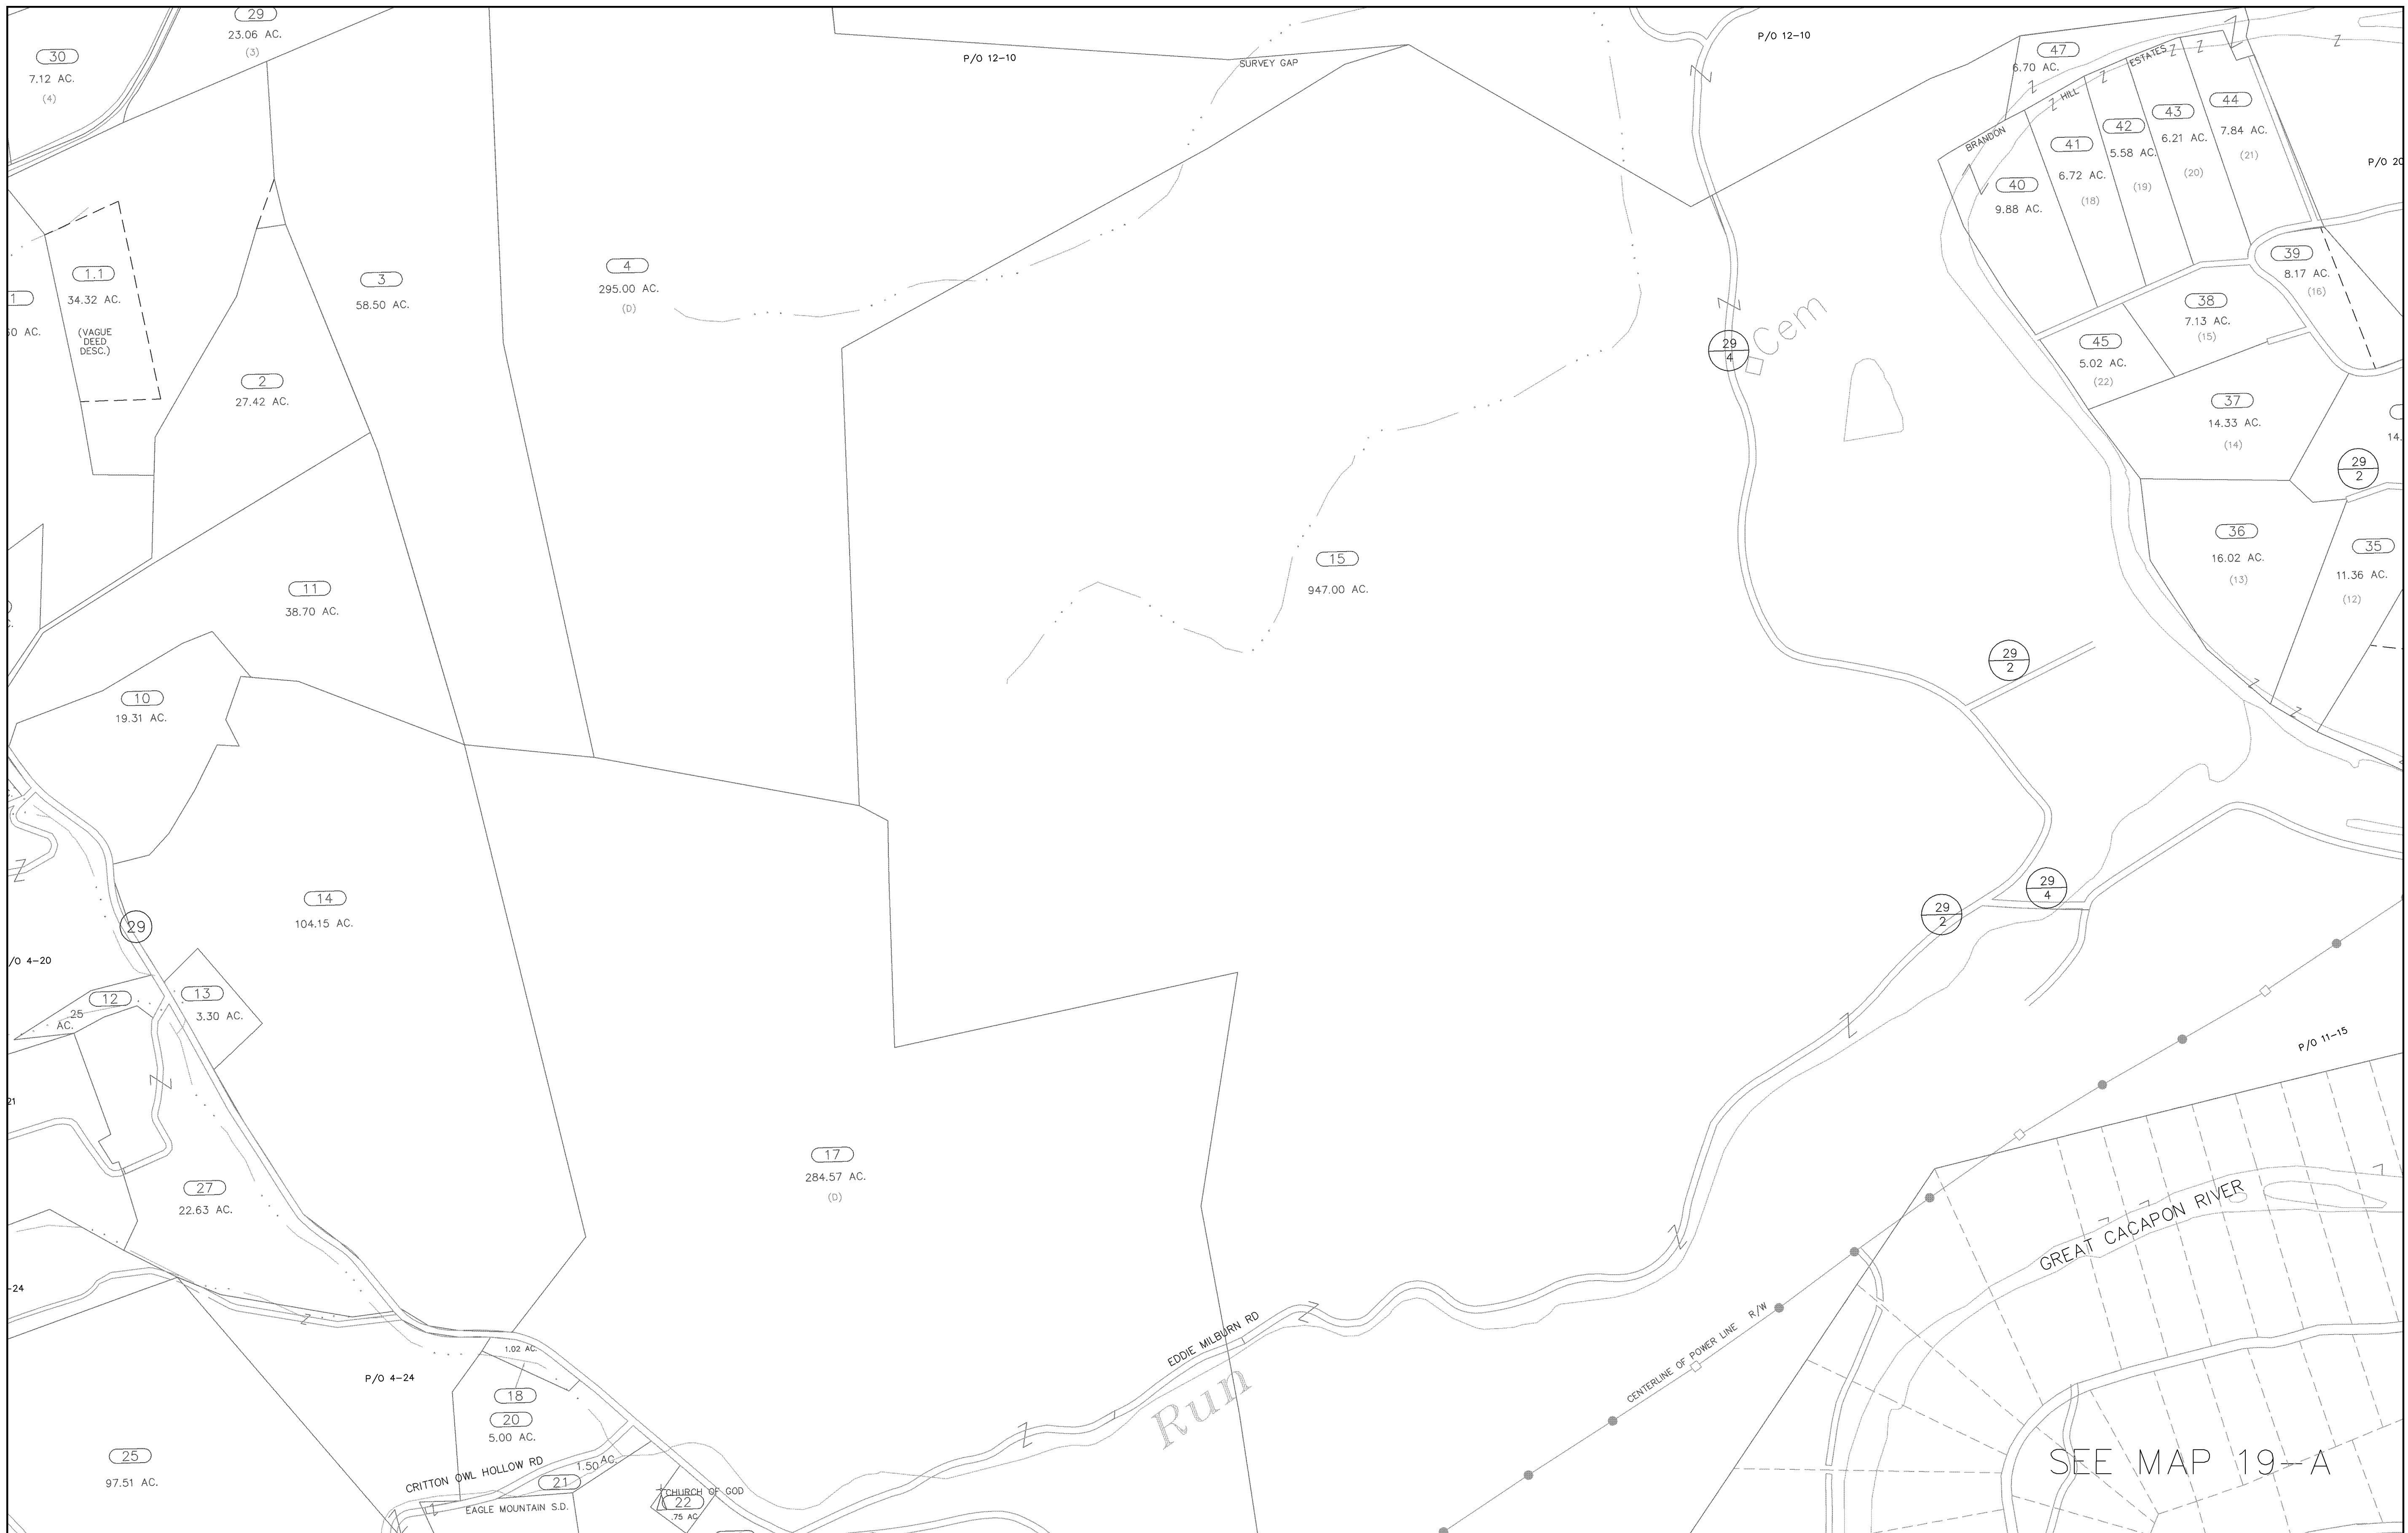 29
23.06 AC.
(3)
30
7.12 AC.
(4)
P/O 12-10
SURVEY GAP
P/O 12-10
47
6.70 AC.
BRANDON HILL ESTATES
44
7.84 AC.
(21)
43
6.21 AC.
(20)
42
5.58 AC.
(19)
41
6.72 AC.
(18)
40
9.88 AC.
P/O 20
39
8.17 AC.
(16)
38
7.13 AC.
(15)
45
5.02 AC.
(22)
37
14.33 AC.
(14)
14.
29
2
1
0 AC.
1.1
34.32 AC.
(VAGUE
DEED
DESC.)
2
27.42 AC.
3
58.50 AC.
4
295.00 AC.
(D)
29
4
Cem
15
947.00 AC.
36
16.02 AC.
(13)
35
11.36 AC.
(12)
11
38.70 AC.
29
2
10
19.31 AC.
14
104.15 AC.
29
29
4
29
2
/O 4-20
12
.25
AC.
13
3.30 AC.
P/O 11-15
21
17
284.57 AC.
(D)
27
22.63 AC.
GREAT CACAPON RIVER
-24
EDDIE MILBURN RD
CENTERLINE OF POWER LINE R/W
Run
P/O 4-24
1.02 AC.
18
20
5.00 AC.
25
97.51 AC.
CRITTON OWL HOLLOW RD
1.50 AC.
21
EAGLE MOUNTAIN S.D.
CHURCH OF GOD
22
.75 AC
SEE MAP 19-A